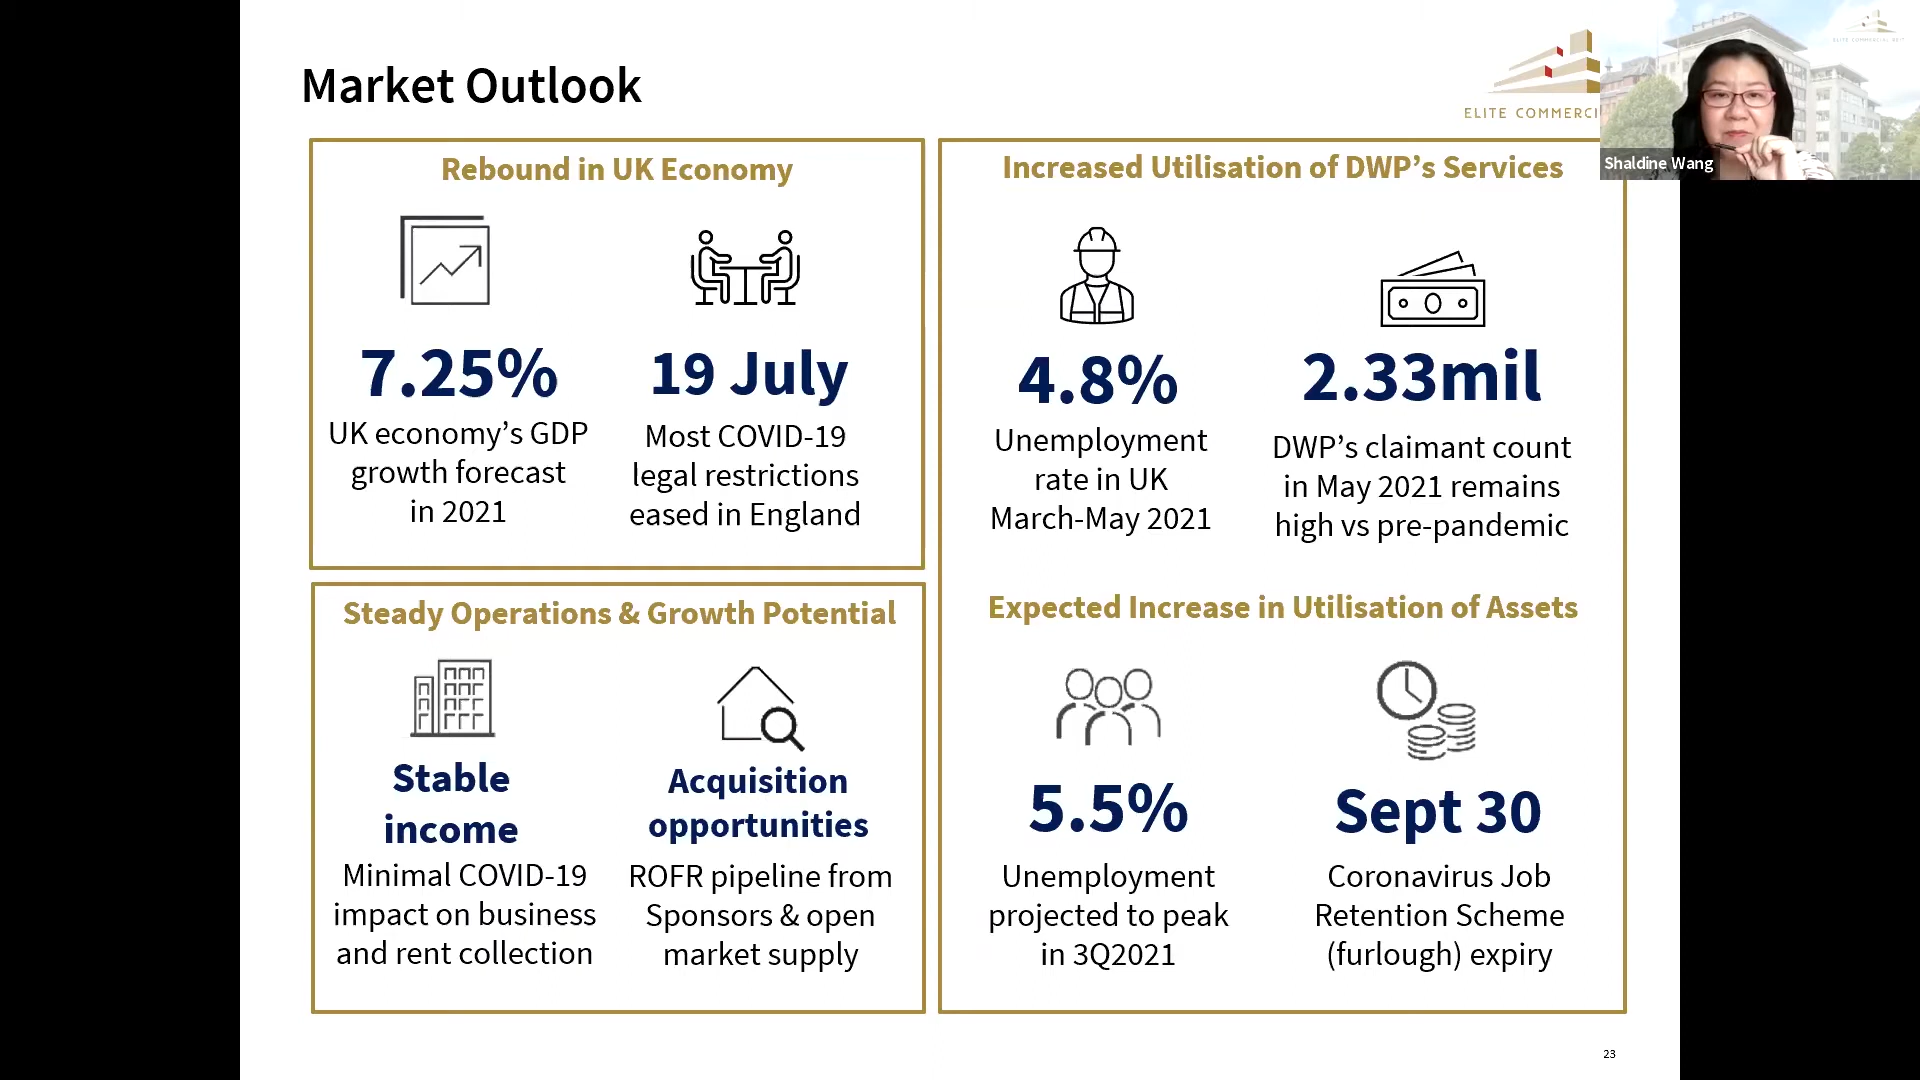 Market Outlook
ELITE COMMERCI
Shaldine Wang
Rebound in UK Economy
7.25%
UK economy’s GDP
growth forecast
in 2021
19 July
Most COVID-19
legal restrictions
eased in England
Increased Utilisation of DWP’s Services
4.8%
Unemployment
rate in UK
March-May 2021
2.33mil
DWP’s claimant count
in May 2021 remains
high vs pre-pandemic
Steady Operations & Growth Potential
Stable
income
Minimal COVID-19
impact on business
and rent collection
Acquisition
opportunities
ROFR pipeline from
Sponsors & open
market supply
Expected Increase in Utilisation of Assets
5.5%
Unemployment
projected to peak
in 3Q2021
Sept 30
Coronavirus Job
Retention Scheme
(furlough) expiry
23